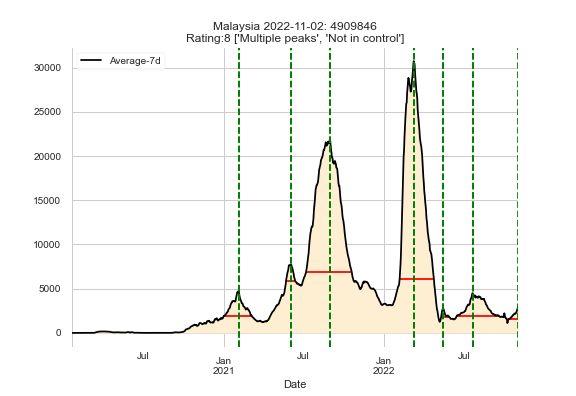 Malaysia 2022-11-02: 4909846
Rating:8 ['Multiple peaks', 'Not in control']
Average-7d
30000
25000
20000
15000
10000
5000
0
Jul
Jan
2021
Jul
Jan
2022
Jul
Date